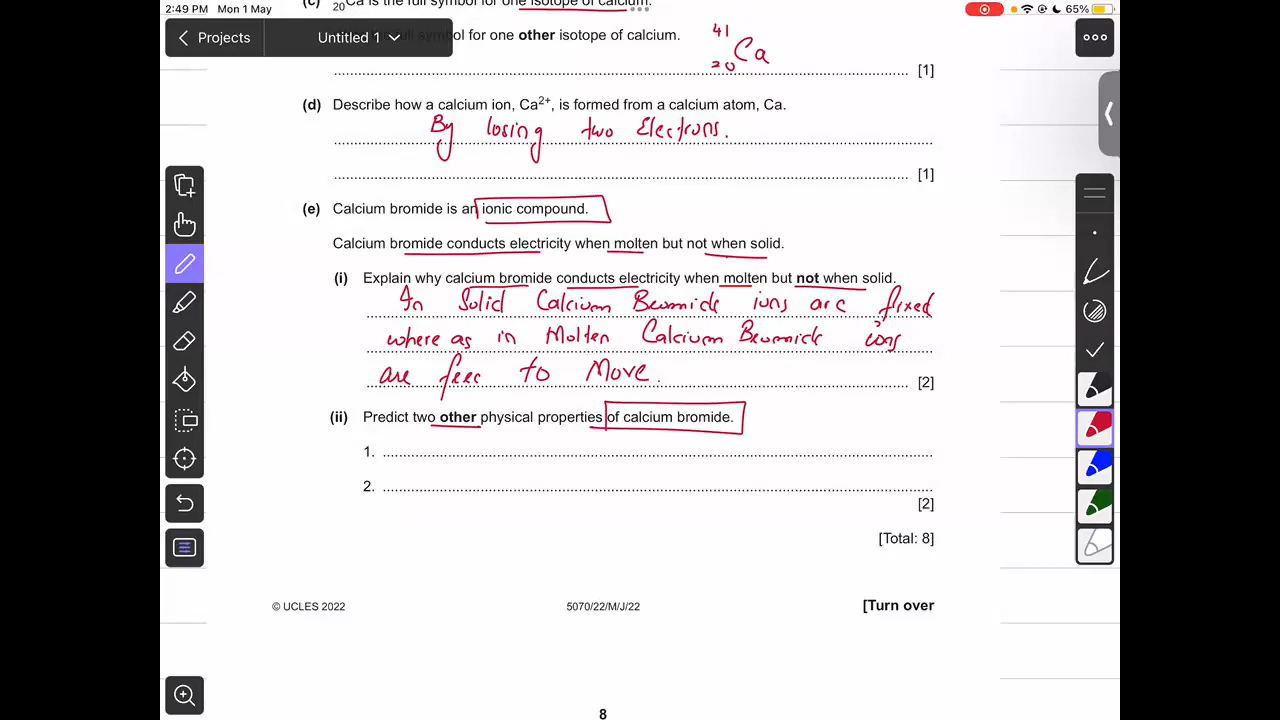 (c) 20Ca is the full symbol for one isotope of calcium.
2:49 PM Mon 1 May
65%
Projects
Untitled 1
full symbol for one other isotope of calcium.
41
20 Ca
[1]
(d) Describe how a calcium ion, Ca2+, is formed from a calcium atom, Ca.
By losing two Electrons.
[1]
(e) Calcium bromide is an ionic compound.
Calcium bromide conducts electricity when molten but not when solid.
(i) Explain why calcium bromide conducts electricity when molten but not when solid.
In Solid Calcium Bromide ions are fixed
where as in Molten Calcium Bromide ions
are free to Move.
[2]
(ii) Predict two other physical properties of calcium bromide.
1.
2.
[2]
[Total: 8]
© UCLES 2022 5070/22/M/J/22 [Turn over
8